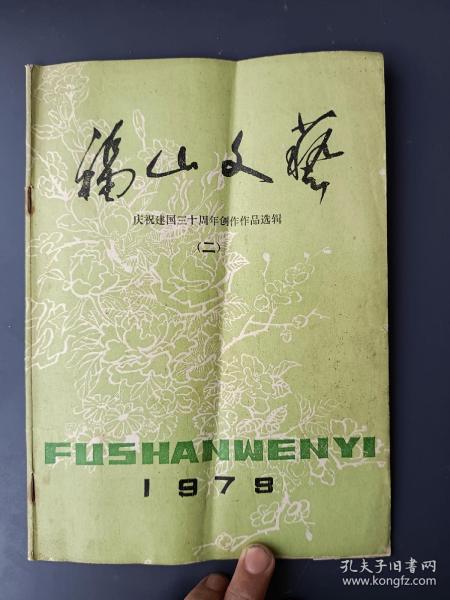 福山文藝
庆祝建国三十周年创作作品选辑
(二)
FUSHANWENYI
1979
孔夫子旧书网
www.kongfz.com